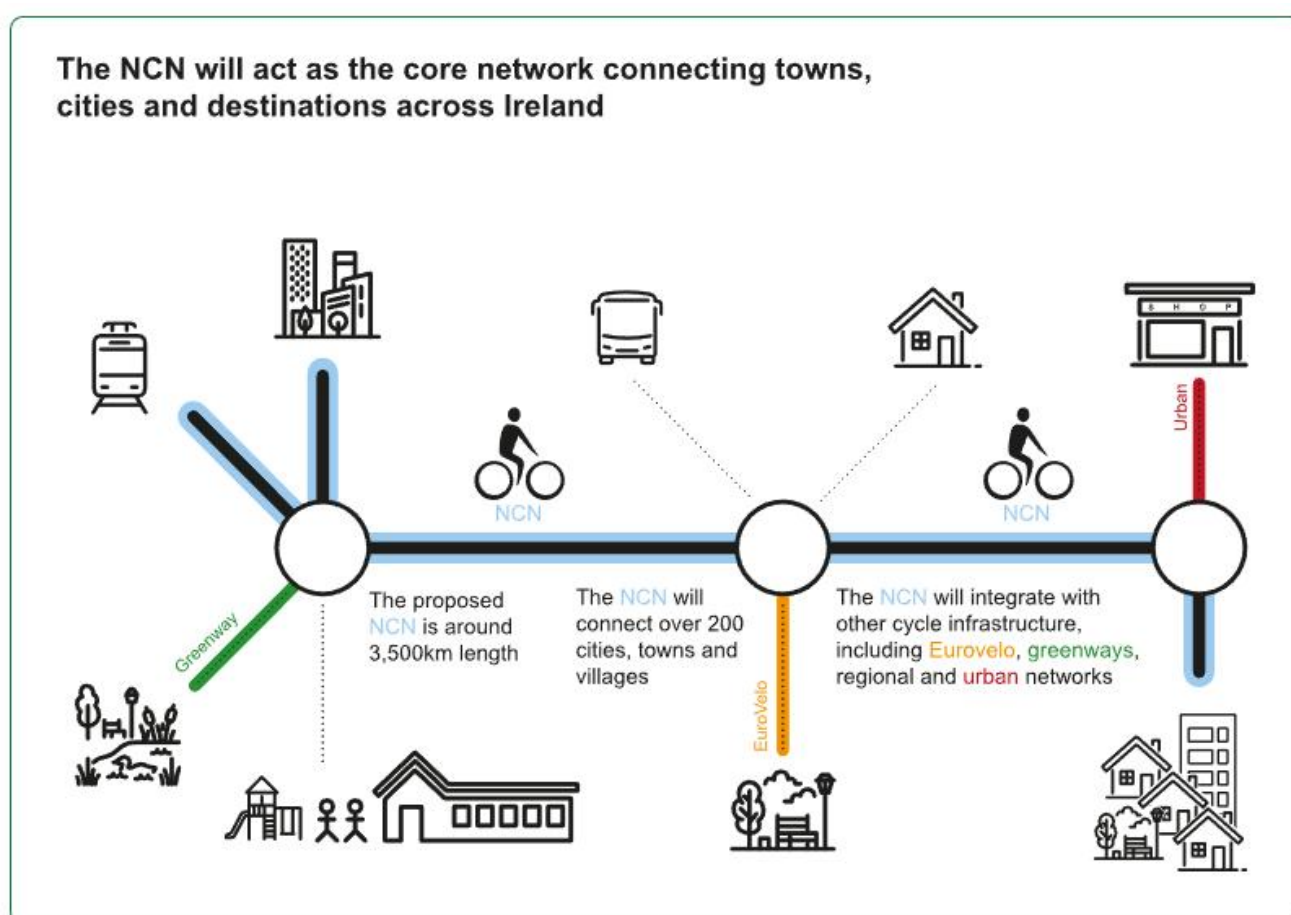 The NCN will act as the core network connecting towns,
cities and destinations across Ireland
SHOP
Urban
NCN
NCN
Greenway
The proposed
NCN is around
3,500km length
The NCN will
connect over 200
cities, towns and
villages
The NCN will integrate with
other cycle infrastructure,
including Eurovelo, greenways,
regional and urban networks
EuroVelo